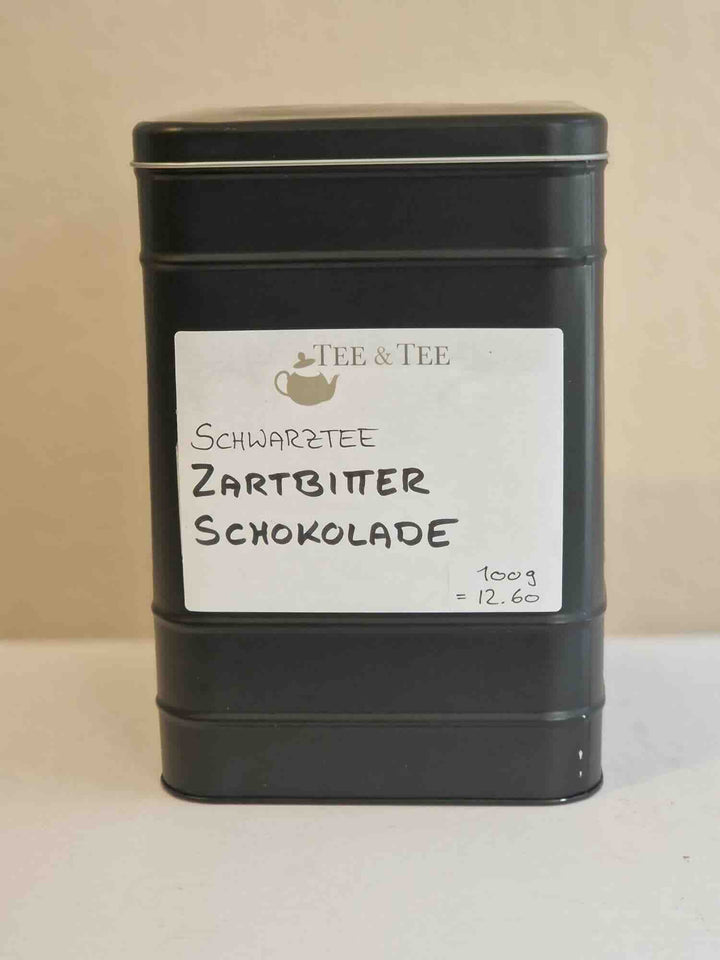 TEE & TEE
SCHWARZTEE
ZARTBITTER
SCHOKOLADE
100g
= 12.60